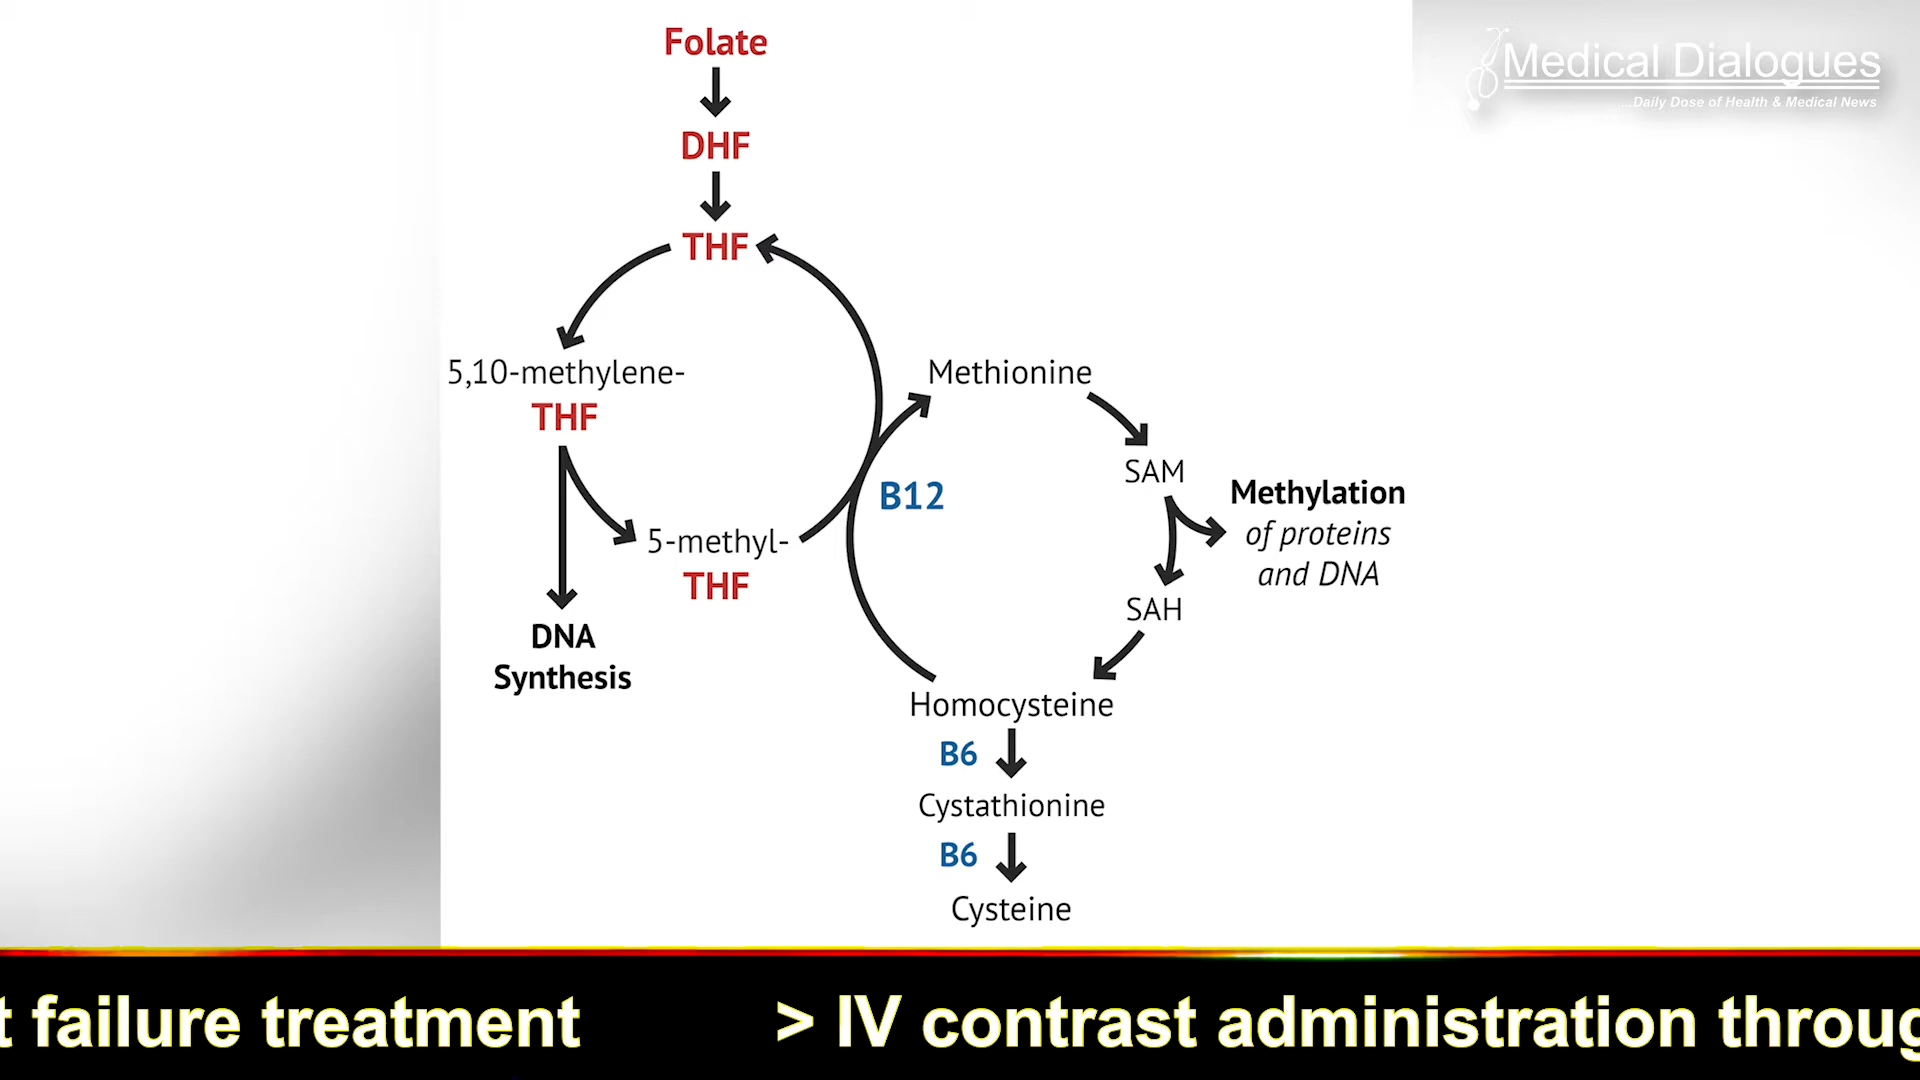 Folate
DHF
THF
5,10-methylene-
THF
DNA
Synthesis
5-methyl-
THF
B12
Methionine
SAM
Methylation
of proteins
and DNA
SAH
Homocysteine
B6
Cystathionine
B6
Cysteine
Medical Dialogues
...Daily Dose of Health & Medical News
t failure treatment > IV contrast administration throug